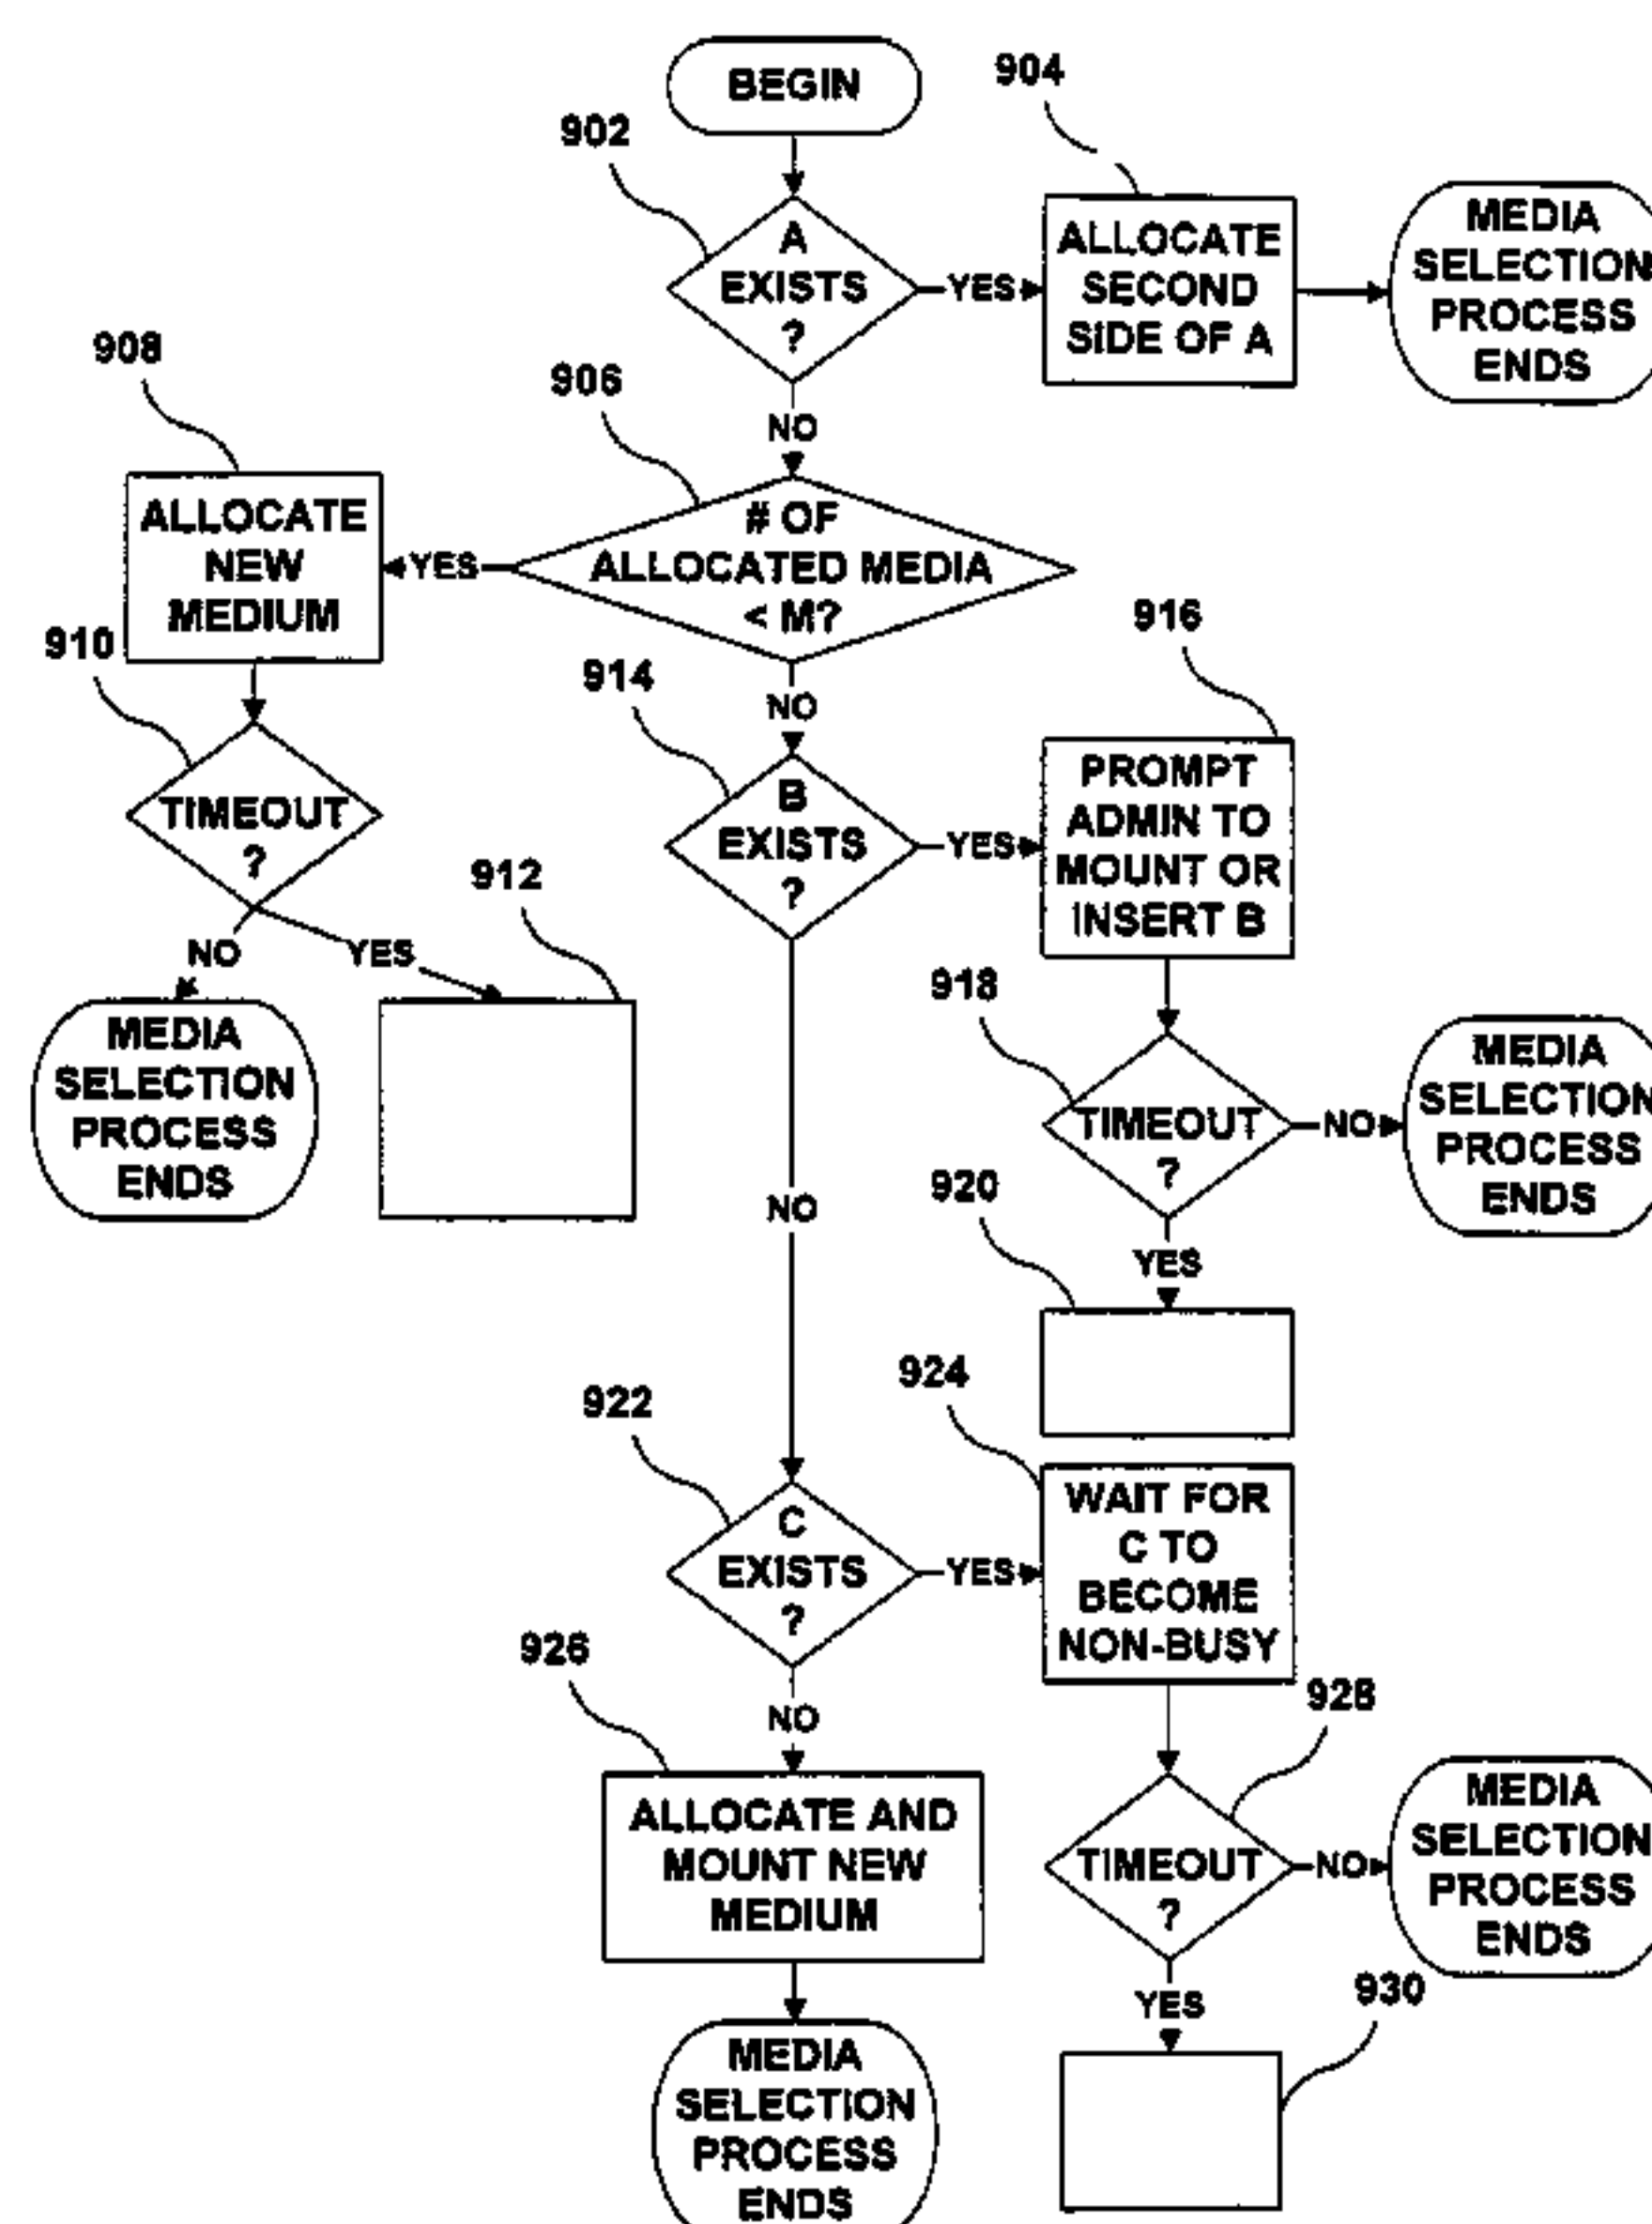 BEGIN
902
904
A
EXISTS
?
YES
ALLOCATE
SECOND
SIDE OF A
MEDIA
SELECTION
PROCESS
ENDS
NO
906
908
# OF
ALLOCATED MEDIA
< M?
YES
ALLOCATE
NEW
MEDIUM
910
TIMEOUT
?
NO
YES
912
MEDIA
SELECTION
PROCESS
ENDS
NO
914
916
B
EXISTS
?
YES
PROMPT
ADMIN TO
MOUNT OR
INSERT B
918
TIMEOUT
?
NO
MEDIA
SELECTION
PROCESS
ENDS
YES
920
NO
922
924
C
EXISTS
?
YES
WAIT FOR
C TO
BECOME
NON-BUSY
NO
926
ALLOCATE AND
MOUNT NEW
MEDIUM
MEDIA
SELECTION
PROCESS
ENDS
928
TIMEOUT
?
NO
MEDIA
SELECTION
PROCESS
ENDS
YES
930